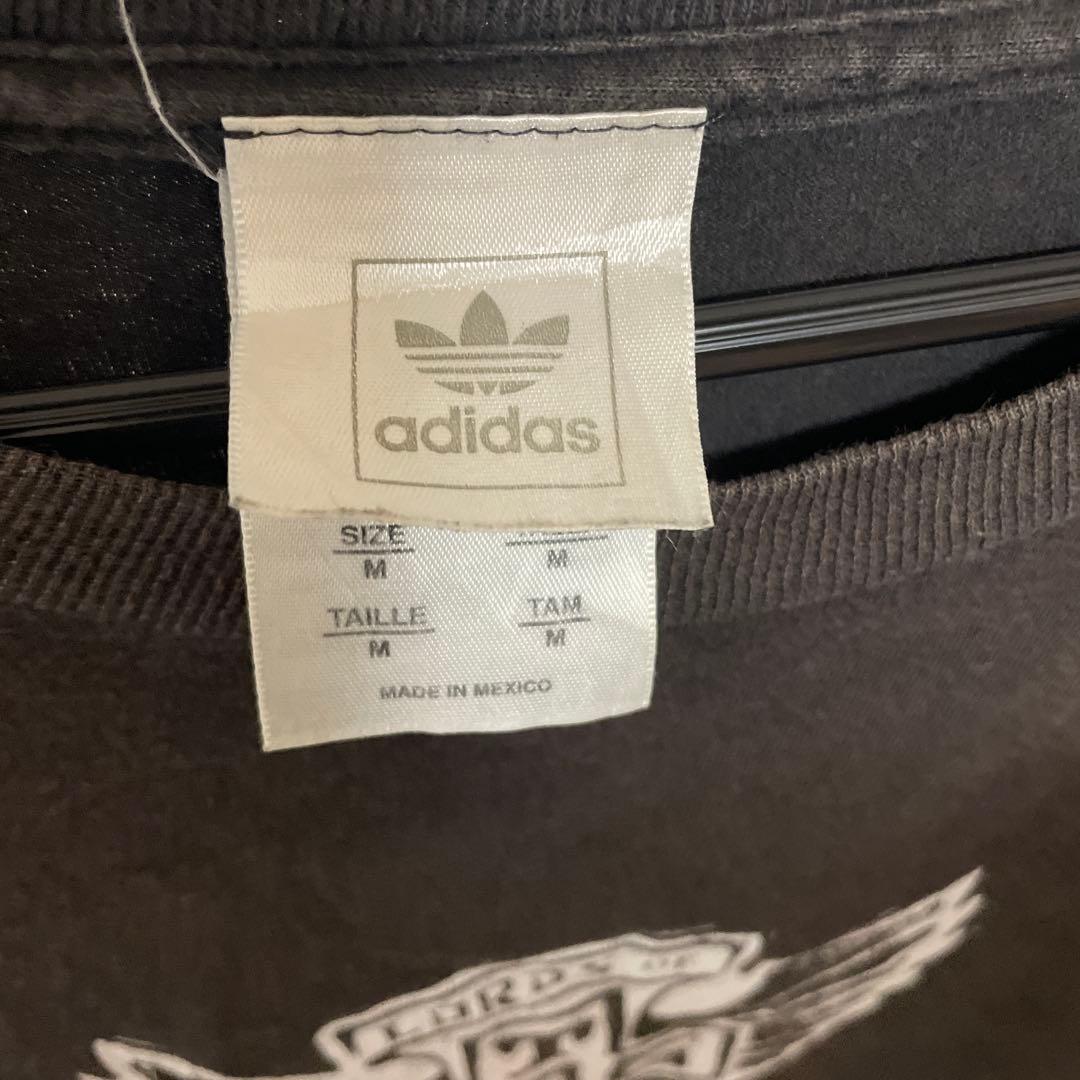 adidas
SIZE
M
M
TAILLE
M
TAM
M
MADE IN MEXICO
LORDS OF